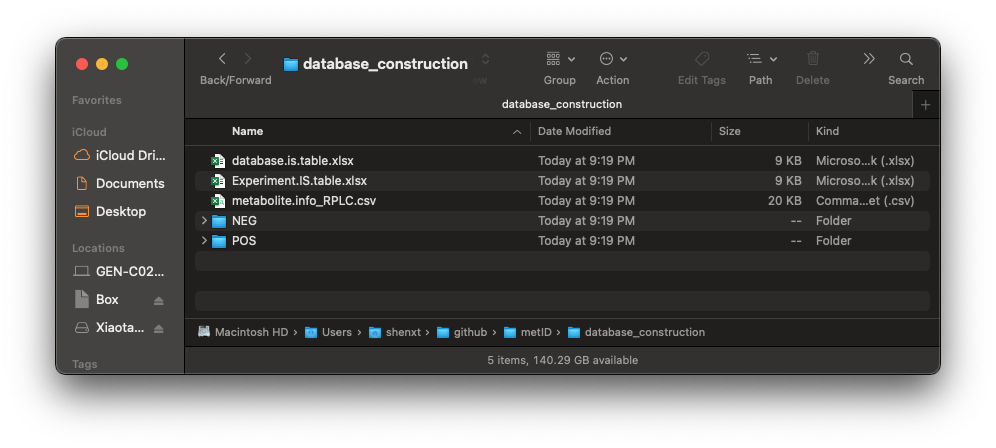 database_construction
Back/Forward Group Action Edit Tags Path Delete Search
database_construction
Favorites
iCloud
iCloud Dri...
Documents
Desktop
Locations
GEN-C02...
Box
Xiaota...
Tags
Name Date Modified Size Kind
database.is.table.xlsx Today at 9:19 PM 9 KB Microso...k (.xlsx)
Experiment.IS.table.xlsx Today at 9:19 PM 9 KB Microso...k (.xlsx)
metabolite.info_RPLC.csv Today at 9:19 PM 20 KB Comma...et (.csv)
NEG Today at 9:19 PM -- Folder
POS Today at 9:19 PM -- Folder
Macintosh HD › Users › shenxt › github › metID › database_construction
5 items, 140.29 GB available